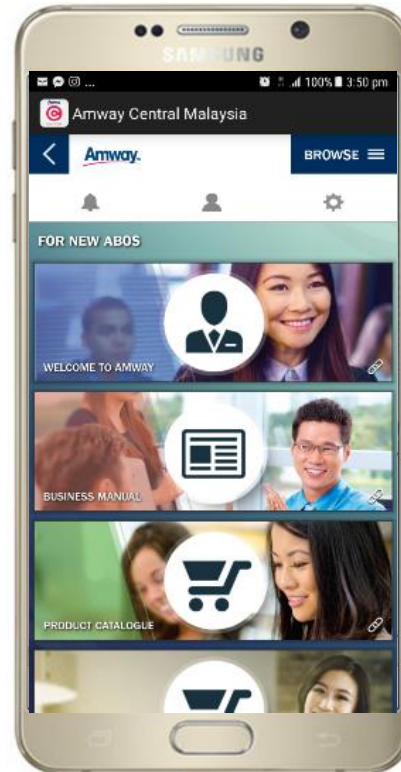 SAMSUNG
... 100% 3:50 pm
Amway Central Malaysia
Amway BROWSE
FOR NEW ABOS
WELCOME TO AMWAY
BUSINESS MANUAL
PRODUCT CATALOGUE